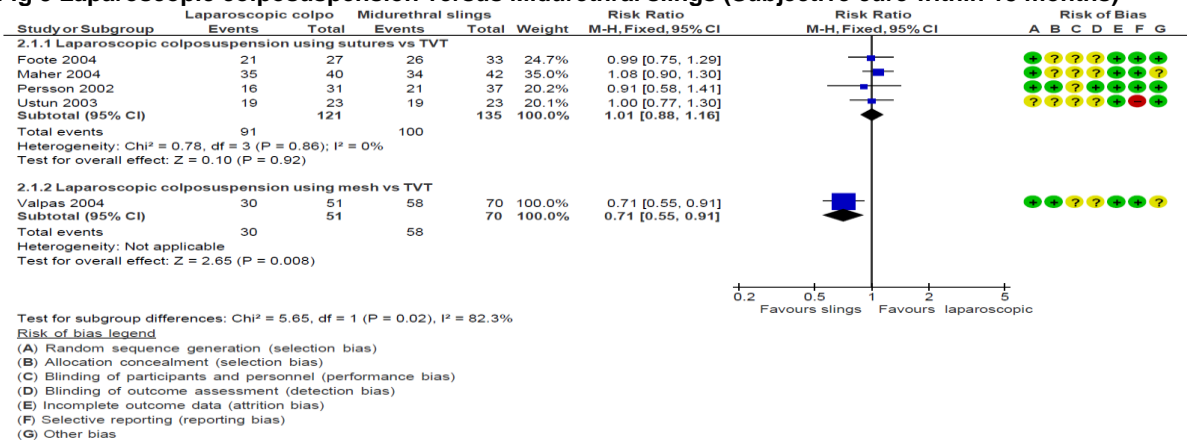 Fig 3 Laparoscopic colposuspension versus Midurethral slings (Subjective cure within 18 months)
Laparoscopic colpo Midurethral slings Risk Ratio Risk Ratio Risk of Bias
Study or Subgroup Events Total Events Total Weight M-H, Fixed, 95% CI M-H, Fixed, 95% CI A B C D E F G
2.1.1 Laparoscopic colposuspension using sutures vs TVT
Foote 2004 21 27 26 33 24.7% 0.99 [0.75, 1.29] + ? ? ? + + +
Maher 2004 35 40 34 42 35.0% 1.08 [0.90, 1.30] + ? ? ? + + ?
Persson 2002 16 31 21 37 20.2% 0.91 [0.58, 1.41] + ? ? + + + +
Ustun 2003 19 23 19 23 20.1% 1.00 [0.77, 1.30] ? ? ? ? + - +
Subtotal (95% CI) 121 135 100.0% 1.01 [0.88, 1.16]
Total events 91 100
Heterogeneity: Chi² = 0.78, df = 3 (P = 0.86); I² = 0%
Test for overall effect: Z = 0.10 (P = 0.92)
2.1.2 Laparoscopic colposuspension using mesh vs TVT
Valpas 2004 30 51 58 70 100.0% 0.71 [0.55, 0.91] + + ? ? + + ?
Subtotal (95% CI) 51 70 100.0% 0.71 [0.55, 0.91]
Total events 30 58
Heterogeneity: Not applicable
Test for overall effect: Z = 2.65 (P = 0.008)
0.2 0.5 1 2 5
Favours slings Favours laparoscopic
Test for subgroup differences: Chi² = 5.65, df = 1 (P = 0.02), I² = 82.3%
Risk of bias legend
(A) Random sequence generation (selection bias)
(B) Allocation concealment (selection bias)
(C) Blinding of participants and personnel (performance bias)
(D) Blinding of outcome assessment (detection bias)
(E) Incomplete outcome data (attrition bias)
(F) Selective reporting (reporting bias)
(G) Other bias